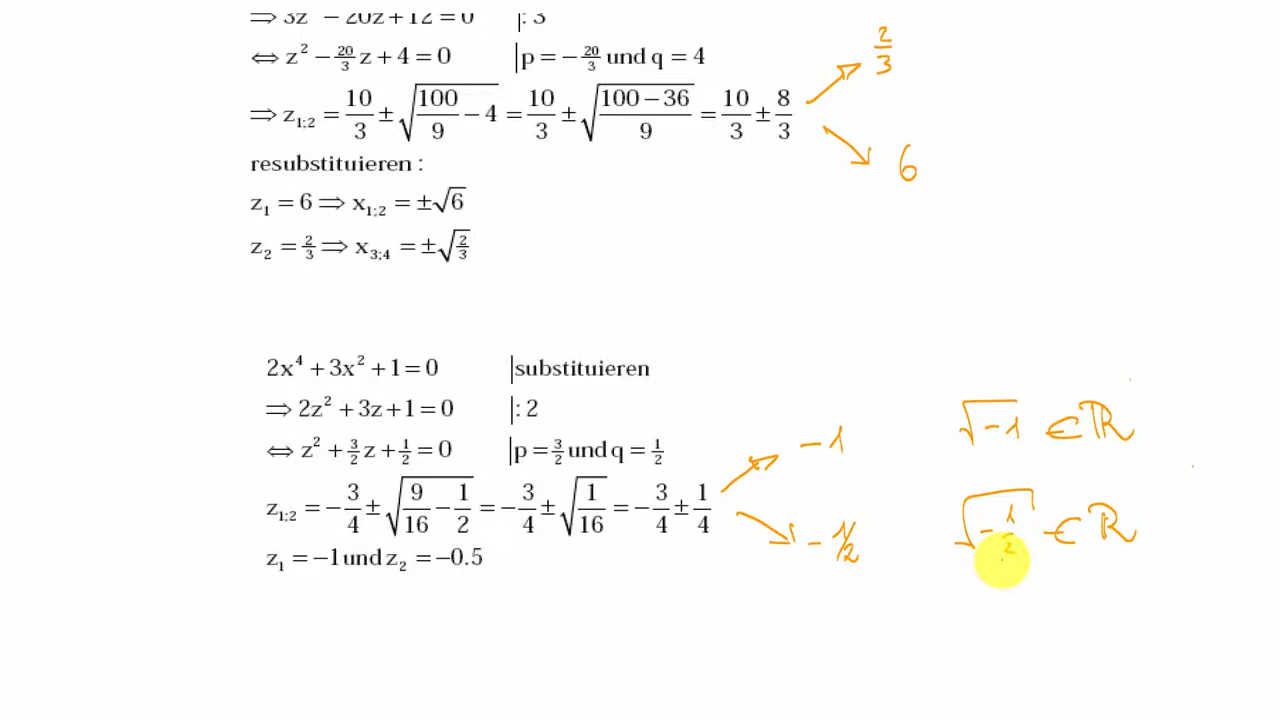 ⇒ 3z² − 20z + 12 = 0 |: 3
⇔ z² − 20/3 z + 4 = 0 |p = − 20/3 und q = 4
⇒ z₁;₂ = 10/3 ± √(100/9 − 4) = 10/3 ± √((100 − 36)/9) = 10/3 ± 8/3
2/3
6
resubstituieren :
z₁ = 6 ⇒ x₁;₂ = ±√6
z₂ = 2/3 ⇒ x₃;₄ = ±√(2/3)
2x⁴ + 3x² + 1 = 0 |substituieren
⇒ 2z² + 3z + 1 = 0 |: 2
⇔ z² + 3/2 z + 1/2 = 0 |p = 3/2 und q = 1/2
z₁;₂ = − 3/4 ± √(9/16 − 1/2) = − 3/4 ± √(1/16) = − 3/4 ± 1/4
−1
− 1/2
z₁ = −1 und z₂ = −0.5
√−1 ∈ ℝ
√(−1/2) ∈ ℝ